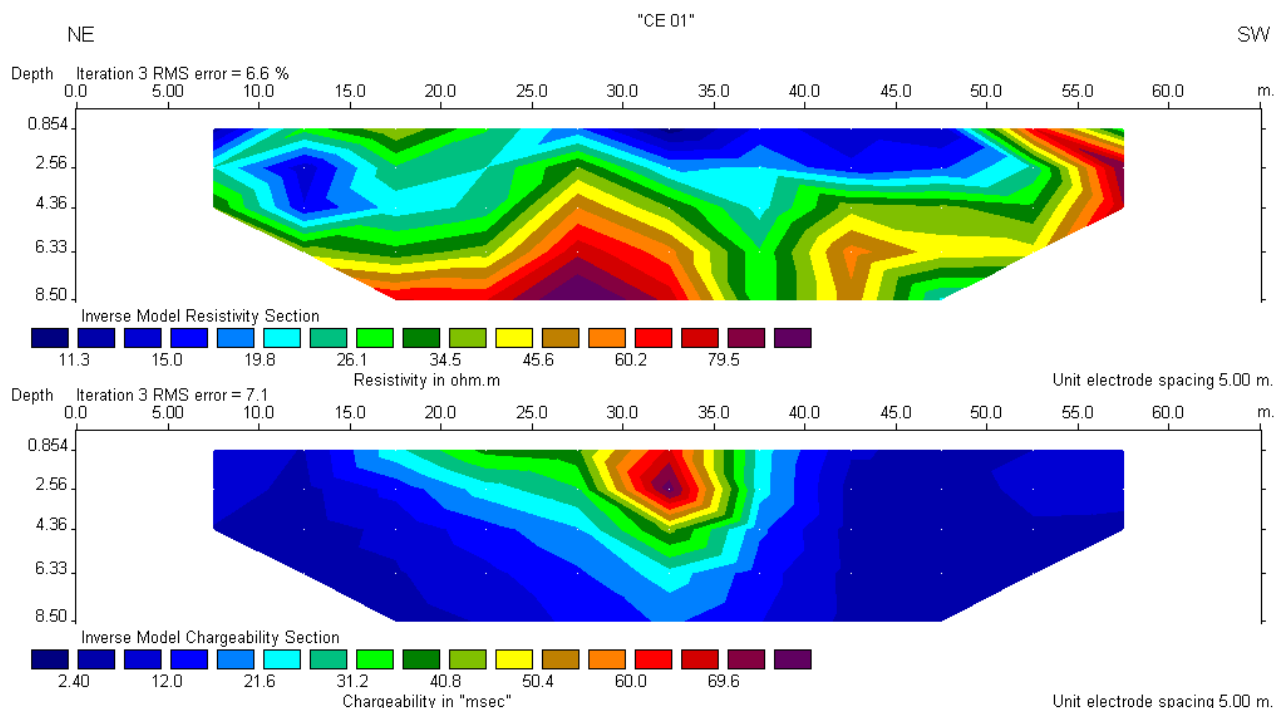 "CE 01"
NE SW
Depth Iteration 3 RMS error = 6.6 %
0.0 5.00 10.0 15.0 20.0 25.0 30.0 35.0 40.0 45.0 50.0 55.0 60.0 m.
0.854
2.56
4.36
6.33
8.50
Inverse Model Resistivity Section
11.3 15.0 19.8 26.1 34.5 45.6 60.2 79.5
Resistivity in ohm.m Unit electrode spacing 5.00 m.
Depth Iteration 3 RMS error = 7.1
0.0 5.00 10.0 15.0 20.0 25.0 30.0 35.0 40.0 45.0 50.0 55.0 60.0 m.
0.854
2.56
4.36
6.33
8.50
Inverse Model Chargeability Section
2.40 12.0 21.6 31.2 40.8 50.4 60.0 69.6
Chargeability in "msec" Unit electrode spacing 5.00 m.